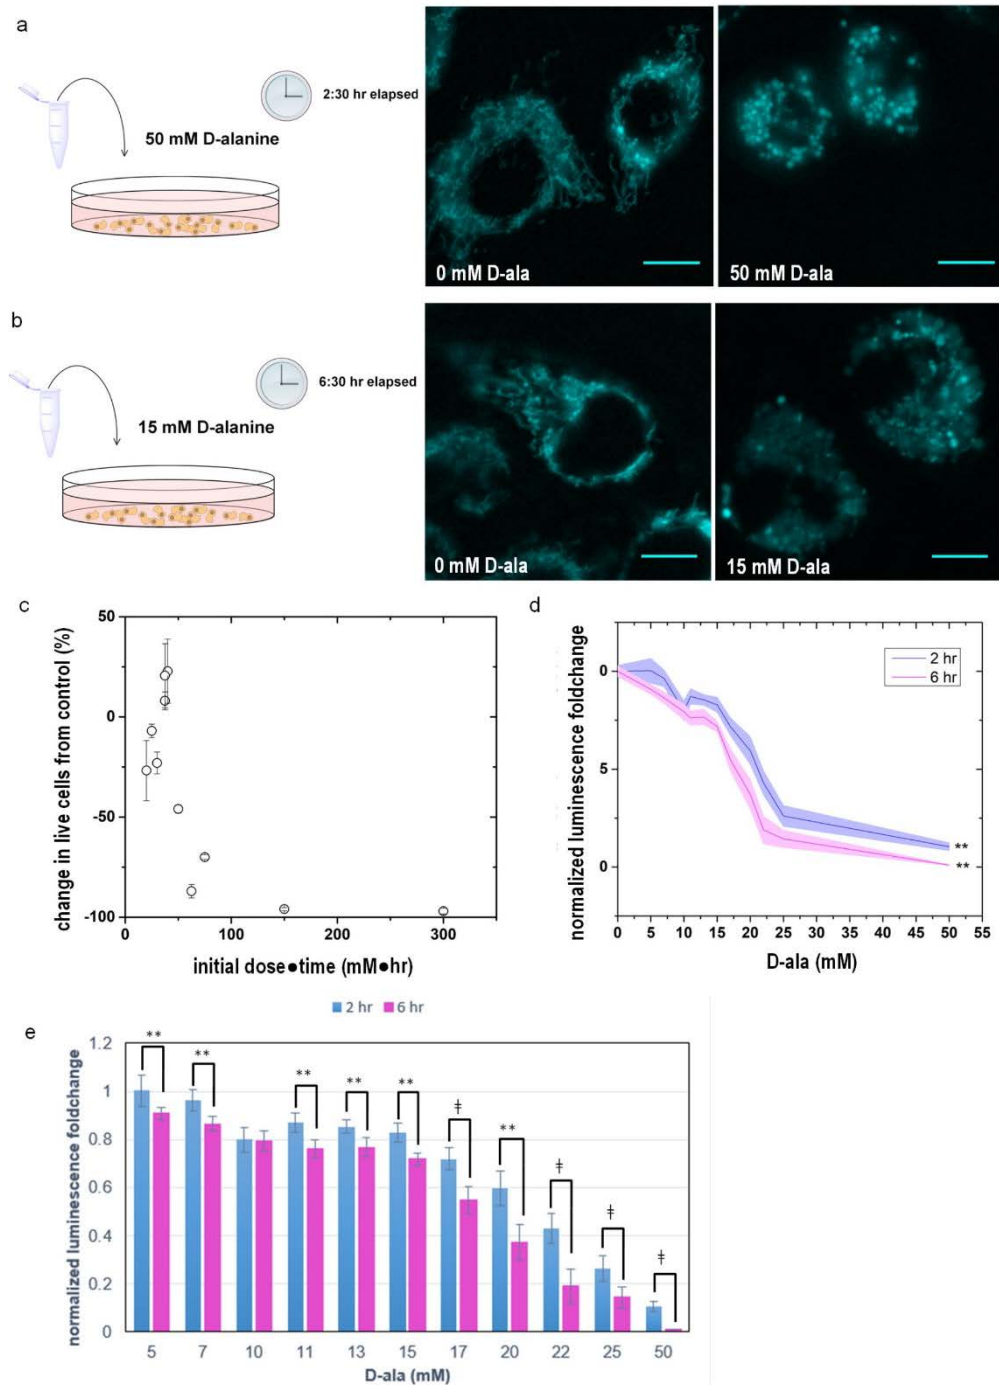 a
2:30 hr elapsed
50 mM D-alanine
0 mM D-ala
50 mM D-ala
b
6:30 hr elapsed
15 mM D-alanine
0 mM D-ala
15 mM D-ala
c
change in live cells from control (%)
50
0
-50
-100
0 100 200 300
initial dose●time (mM●hr)
d
normalized luminescence foldchange
0
5
0
2 hr
6 hr
**
**
0 5 10 15 20 25 30 35 40 45 50 55
D-ala (mM)
2 hr 6 hr
e
normalized luminescence foldchange
1.2
1
0.8
0.6
0.4
0.2
0
** ** ** ** ** ‡ ** ‡ ‡ ‡
5 7 10 11 13 15 17 20 22 25 50
D-ala (mM)